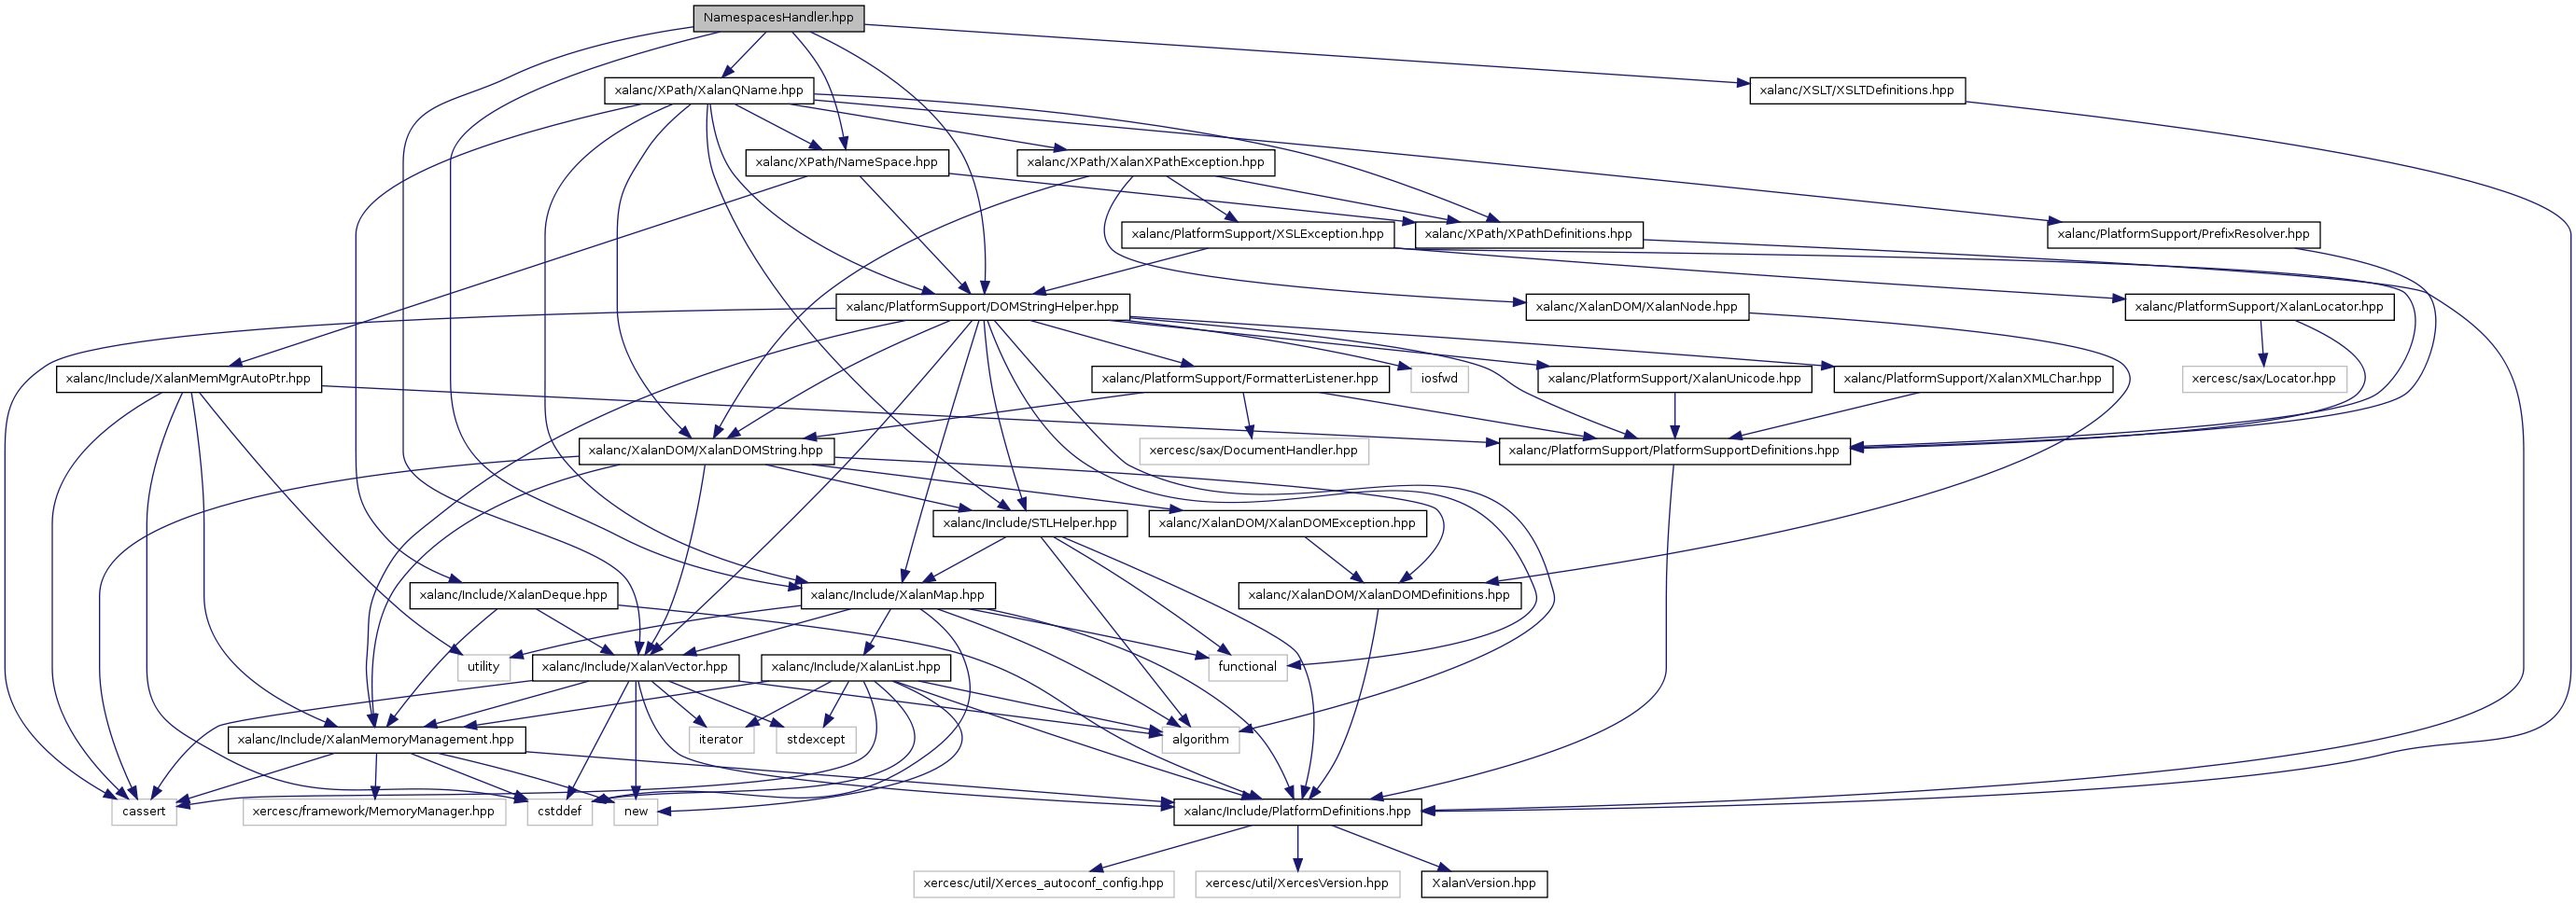 NamespacesHandler.hpp
xalanc/XPath/XalanQName.hpp
xalanc/XSLT/XSLTDefinitions.hpp
xalanc/XPath/NameSpace.hpp
xalanc/XPath/XalanXPathException.hpp
xalanc/PlatformSupport/XSLException.hpp
xalanc/XPath/XPathDefinitions.hpp
xalanc/PlatformSupport/PrefixResolver.hpp
xalanc/PlatformSupport/DOMStringHelper.hpp
xalanc/XalanDOM/XalanNode.hpp
xalanc/PlatformSupport/XalanLocator.hpp
xalanc/Include/XalanMemMgrAutoPtr.hpp
xalanc/PlatformSupport/FormatterListener.hpp
iosfwd
xalanc/PlatformSupport/XalanUnicode.hpp
xalanc/PlatformSupport/XalanXMLChar.hpp
xercesc/sax/Locator.hpp
xalanc/XalanDOM/XalanDOMString.hpp
xercesc/sax/DocumentHandler.hpp
xalanc/PlatformSupport/PlatformSupportDefinitions.hpp
xalanc/Include/STLHelper.hpp
xalanc/XalanDOM/XalanDOMException.hpp
xalanc/Include/XalanDeque.hpp
xalanc/Include/XalanMap.hpp
xalanc/XalanDOM/XalanDOMDefinitions.hpp
utility
xalanc/Include/XalanVector.hpp
xalanc/Include/XalanList.hpp
functional
xalanc/Include/XalanMemoryManagement.hpp
iterator
stdexcept
algorithm
cassert
xercesc/framework/MemoryManager.hpp
cstddef
new
xalanc/Include/PlatformDefinitions.hpp
xercesc/util/Xerces_autoconf_config.hpp
xercesc/util/XercesVersion.hpp
XalanVersion.hpp